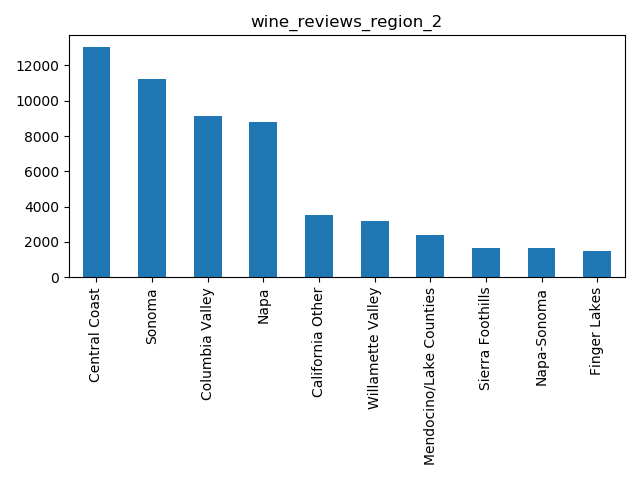 wine_reviews_region_2
12000
10000
8000
6000
4000
2000
0
Central Coast
Sonoma
Columbia Valley
Napa
California Other
Willamette Valley
Mendocino/Lake Counties
Sierra Foothills
Napa-Sonoma
Finger Lakes